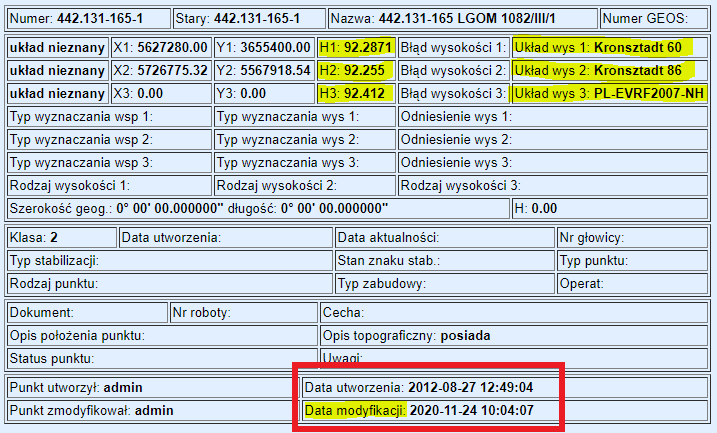 Numer: 442.131-165-1 Stary: 442.131-165-1 Nazwa: 442.131-165 LGOM 1082/III/1 Numer GEOS:
układ nieznany X1: 5627280.00 Y1: 3655400.00 H1: 92.2871 Błąd wysokości 1: Układ wys 1: Kronsztadt 60
układ nieznany X2: 5726775.32 Y2: 5567918.54 H2: 92.255 Błąd wysokości 2: Układ wys 2: Kronsztadt 86
układ nieznany X3: 0.00 Y3: 0.00 H3: 92.412 Błąd wysokości 3: Układ wys 3: PL-EVRF2007-NH
Typ wyznaczania wsp 1: Typ wyznaczania wys 1: Odniesienie wys 1:
Typ wyznaczania wsp 2: Typ wyznaczania wys 2: Odniesienie wys 2:
Typ wyznaczania wsp 3: Typ wyznaczania wys 3: Odniesienie wys 3:
Rodzaj wysokości 1: Rodzaj wysokości 2: Rodzaj wysokości 3:
Szerokość geog.: 0° 00' 00.000000" długość: 0° 00' 00.000000" H: 0.00
Klasa: 2 Data utworzenia: Data aktualności: Nr głowicy:
Typ stabilizacji: Stan znaku stab.: Typ punktu:
Rodzaj punktu: Typ zabudowy: Operat:
Dokument: Nr roboty: Cecha:
Opis położenia punktu: Opis topograficzny: posiada
Status punktu: Uwagi:
Punkt utworzył: admin Data utworzenia: 2012-08-27 12:49:04
Punkt zmodyfikował: admin Data modyfikacji: 2020-11-24 10:04:07